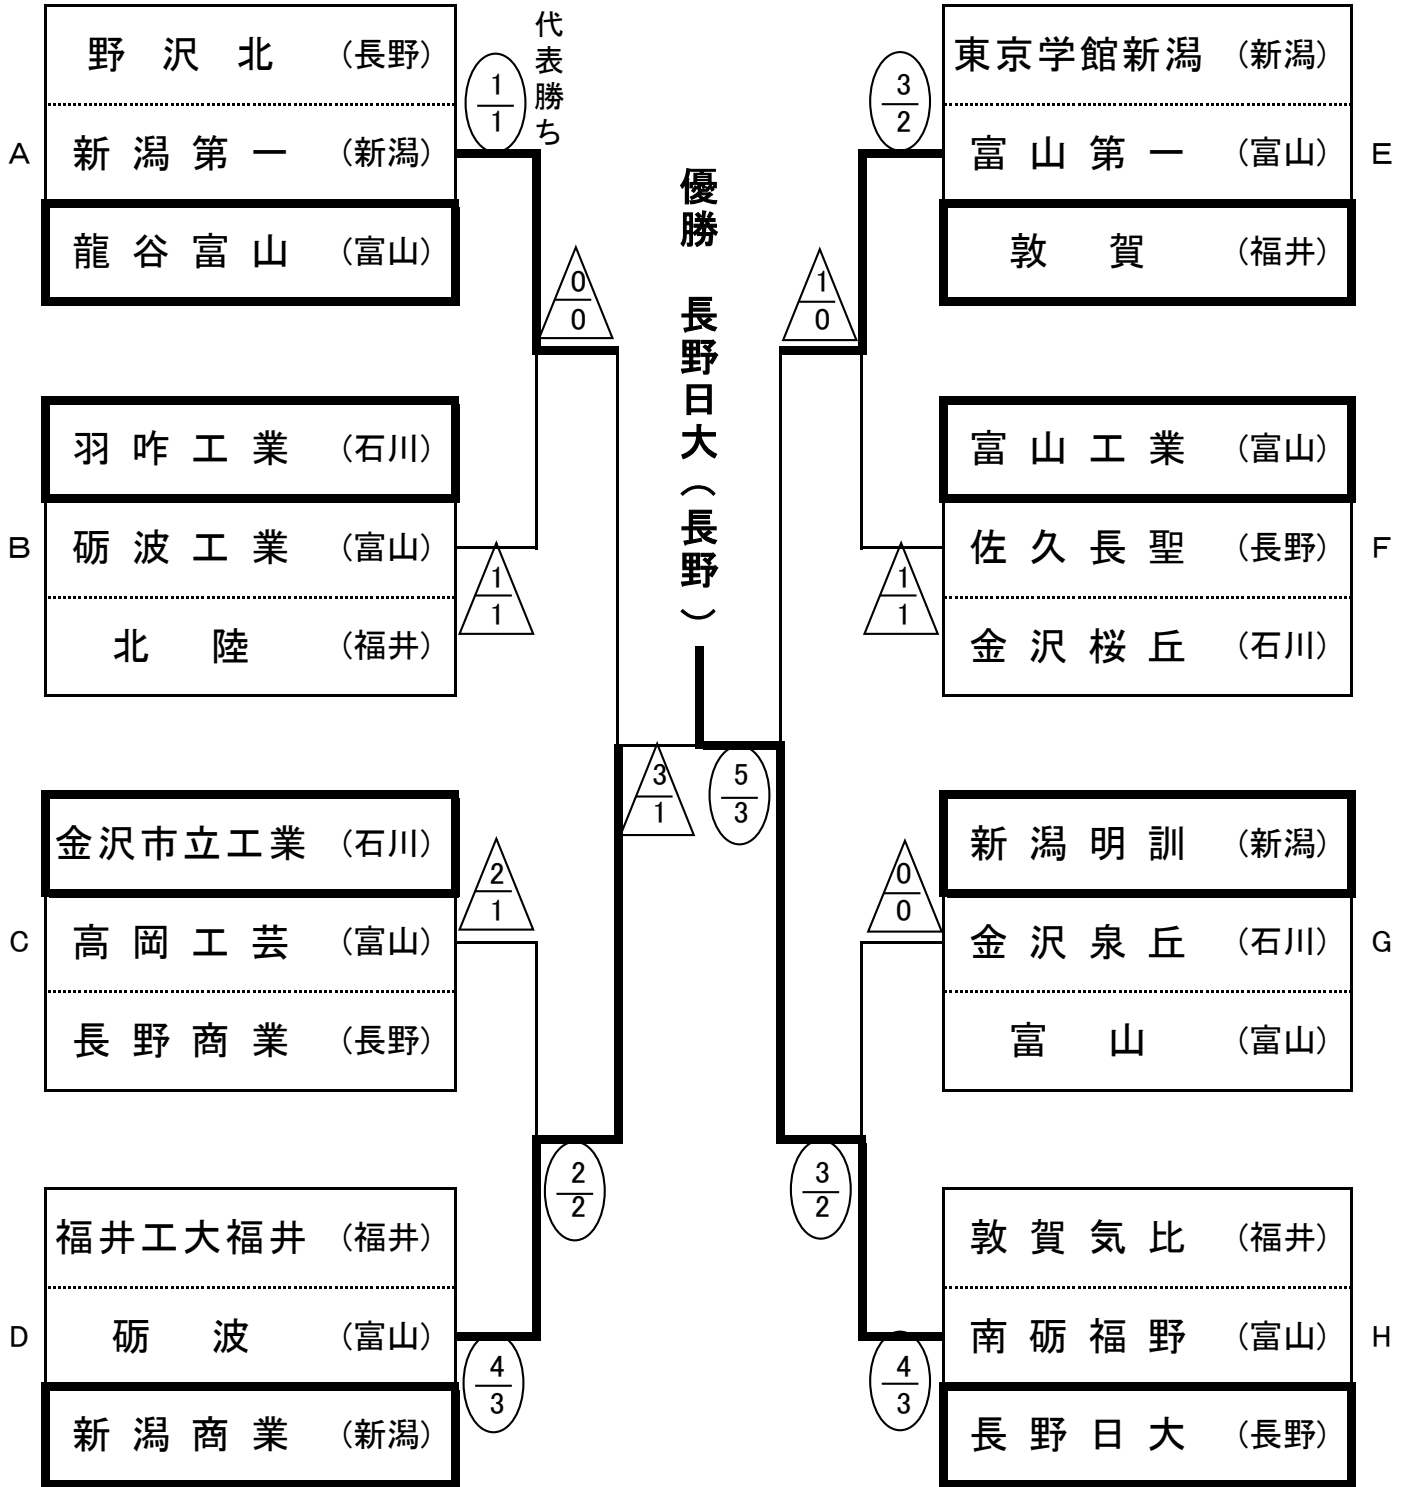 A
野沢北 (長野)
新潟第一 (新潟)
龍谷富山 (富山)
B
羽咋工業 (石川)
砺波工業 (富山)
北陸 (福井)
C
金沢市立工業 (石川)
高岡工芸 (富山)
長野商業 (長野)
D
福井工大福井 (福井)
砺波 (富山)
新潟商業 (新潟)
1
1
代表勝ち
1
1
2
1
4
3
0
0
2
2
3
1
優勝 長野日大(長野)
5
3
1
0
3
2
3
2
1
1
0
0
4
3
E
東京学館新潟 (新潟)
富山第一 (富山)
敦賀 (福井)
F
富山工業 (富山)
佐久長聖 (長野)
金沢桜丘 (石川)
G
新潟明訓 (新潟)
金沢泉丘 (石川)
富山 (富山)
H
敦賀気比 (福井)
南砺福野 (富山)
長野日大 (長野)